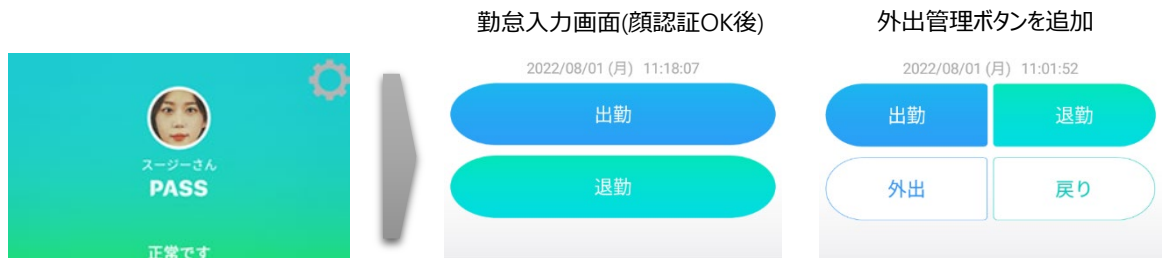 勤怠入力画面(顔認証OK後)
外出管理ボタンを追加
スージーさん
PASS
正常です
2022/08/01 (月) 11:18:07
出勤
退勤
2022/08/01 (月) 11:01:52
出勤
退勤
外出
戻り